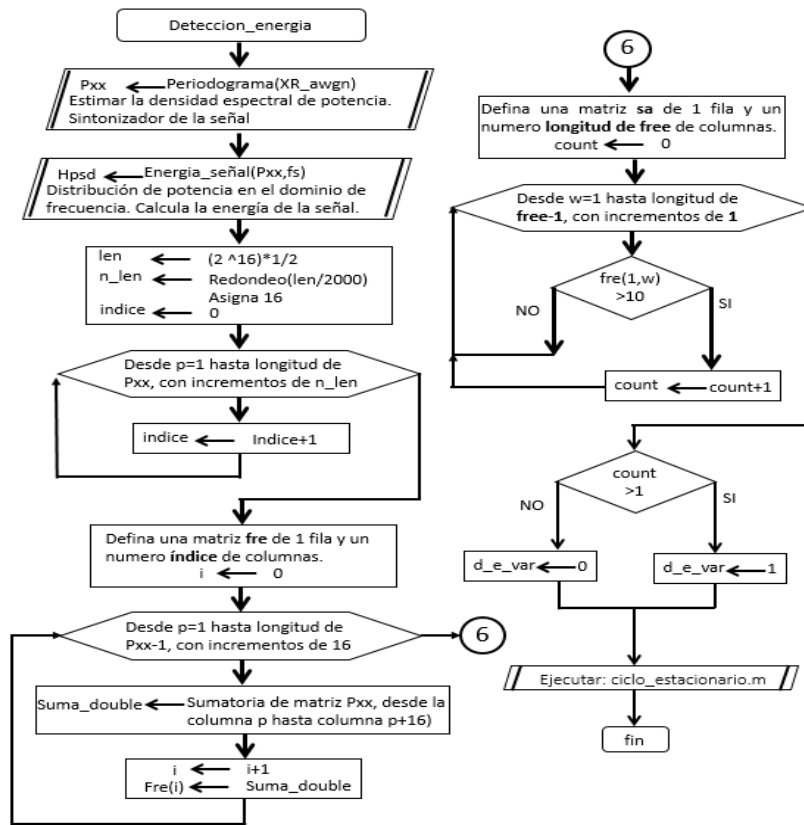 Deteccion_energia
Pxx ← Periodograma(XR_awgn)
Estimar la densidad espectral de potencia.
Sintonizador de la señal
Hpsd ← Energia_señal(Pxx,fs)
Distribución de potencia en el dominio de
frecuencia. Calcula la energía de la señal.
len ← (2 ^16)*1/2
n_len ← Redondeo(len/2000)
Asigna 16
indice ← 0
Desde p=1 hasta longitud de
Pxx, con incrementos de n_len
indice ← Indice+1
Defina una matriz fre de 1 fila y un
numero índice de columnas.
i ← 0
Desde p=1 hasta longitud de
Pxx-1, con incrementos de 16
6
Suma_double ← Sumatoria de matriz Pxx, desde la
columna p hasta columna p+16)
i ← i+1
Fre(i) ← Suma_double
6
Defina una matriz sa de 1 fila y un
numero longitud de free de columnas.
count ← 0
Desde w=1 hasta longitud de
free-1, con incrementos de 1
fre(1,w)
>10
NO
SI
count ← count+1
count
>1
NO
SI
d_e_var ← 0
d_e_var ← 1
Ejecutar: ciclo_estacionario.m
fin